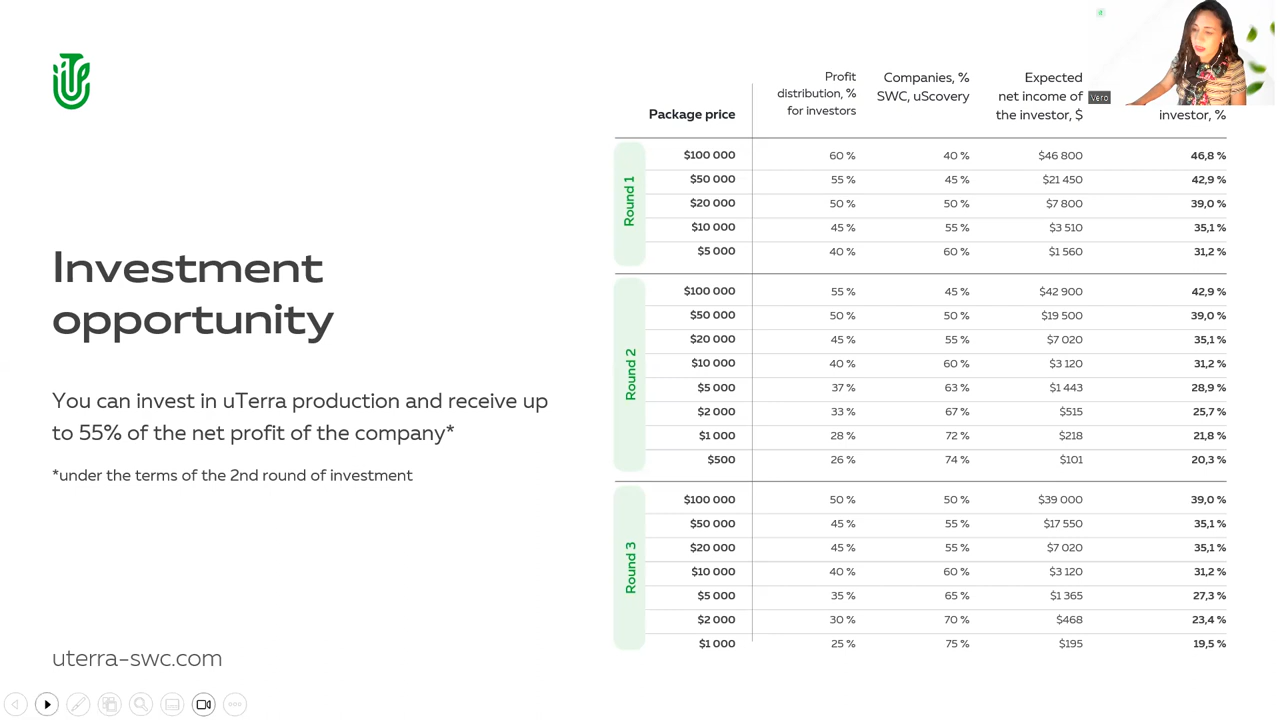 Investment
opportunity
You can invest in uTerra production and receive up
to 55% of the net profit of the company*
*under the terms of the 2nd round of investment
uterra-swc.com
Package price
Profit
distribution, %
for investors
Companies, %
SWC, uScovery
Expected
net income of
the investor, $
investor, %
Vero
Round 1
$100 000 60 % 40 % $46 800 46,8 %
$50 000 55 % 45 % $21 450 42,9 %
$20 000 50 % 50 % $7 800 39,0 %
$10 000 45 % 55 % $3 510 35,1 %
$5 000 40 % 60 % $1 560 31,2 %
Round 2
$100 000 55 % 45 % $42 900 42,9 %
$50 000 50 % 50 % $19 500 39,0 %
$20 000 45 % 55 % $7 020 35,1 %
$10 000 40 % 60 % $3 120 31,2 %
$5 000 37 % 63 % $1 443 28,9 %
$2 000 33 % 67 % $515 25,7 %
$1 000 28 % 72 % $218 21,8 %
$500 26 % 74 % $101 20,3 %
Round 3
$100 000 50 % 50 % $39 000 39,0 %
$50 000 45 % 55 % $17 550 35,1 %
$20 000 45 % 55 % $7 020 35,1 %
$10 000 40 % 60 % $3 120 31,2 %
$5 000 35 % 65 % $1 365 27,3 %
$2 000 30 % 70 % $468 23,4 %
$1 000 25 % 75 % $195 19,5 %